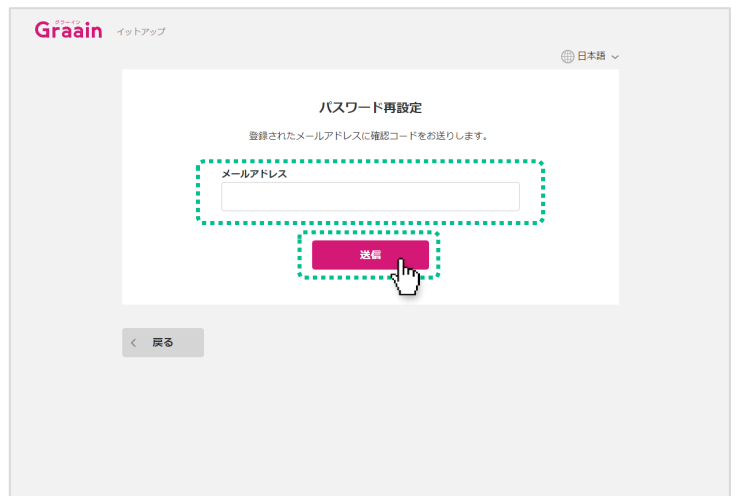 グラーイン
Graain イットアップ
日本語
パスワード再設定
登録されたメールアドレスに確認コードをお送りします。
メールアドレス
送信
戻る